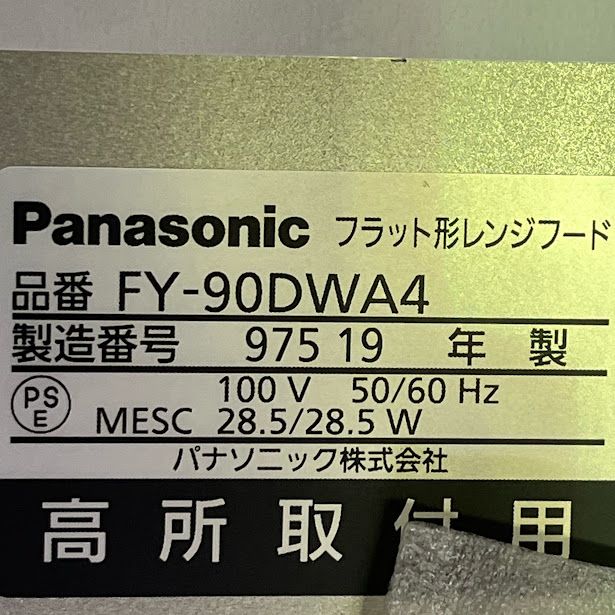 Panasonic フラット形レンジフード
品番 FY-90DWA4
製造番号 975 19 年 製
PS E 100 V 50/60 Hz
MESC 28.5/28.5 W
パナソニック株式会社
高所取付用